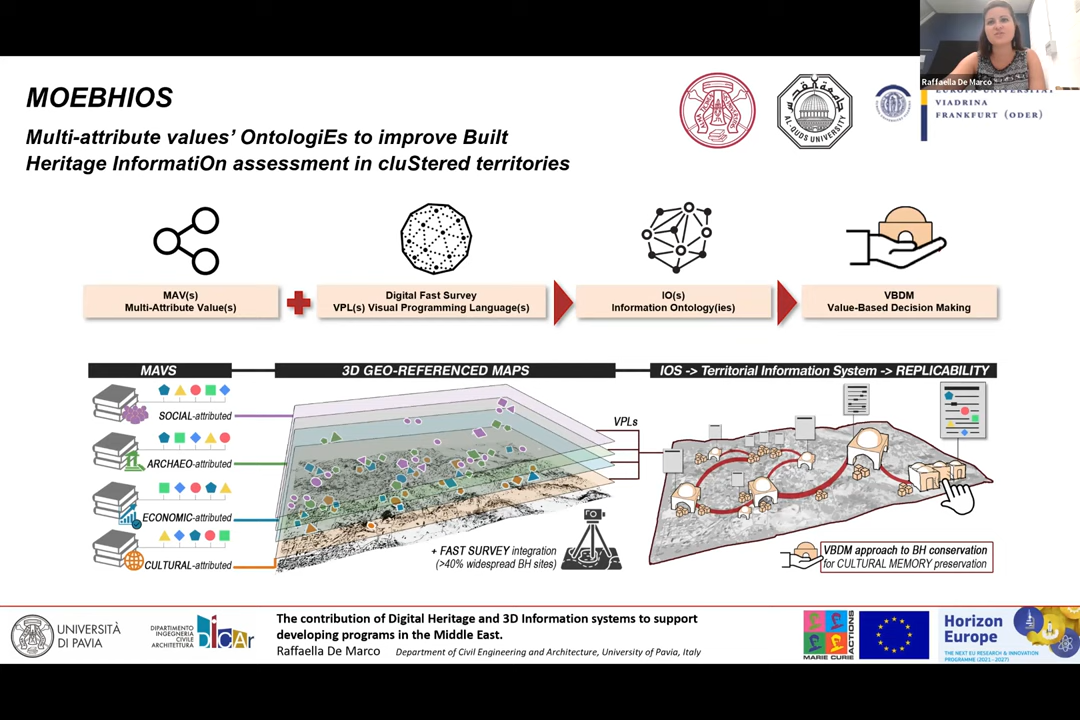 Raffaella De Marco
MOEBHIOS
Multi-attribute values' OntologiEs to improve Built
Heritage InformatiOn assessment in cluStered territories
AL-QUDS UNIVERSITY
EUROPA-UNIVERSITÄT
VIADRINA
FRANKFURT (ODER)
MAV(s)
Multi-Attribute Value(s)
Digital Fast Survey
VPL(s) Visual Programming Language(s)
IO(s)
Information Ontology(ies)
VBDM
Value-Based Decision Making
MAVS
3D GEO-REFERENCED MAPS
IOS -> Territorial Information System -> REPLICABILITY
SOCIAL-attributed
ARCHAEO-attributed
ECONOMIC-attributed
CULTURAL-attributed
VPLs
+ FAST SURVEY integration
(>40% widespread BH sites)
VBDM approach to BH conservation
for CULTURAL MEMORY preservation
UNIVERSITÀ
DI PAVIA
DIPARTIMENTO
INGEGNERIA
CIVILE
ARCHITETTURA
DICAr
The contribution of Digital Heritage and 3D Information systems to support
developing programs in the Middle East.
Raffaella De Marco Department of Civil Engineering and Architecture, University of Pavia, Italy
MARIE CURIE
ACTIONS
Horizon
Europe
THE NEXT EU RESEARCH & INNOVATION
PROGRAMME (2021 - 2027)